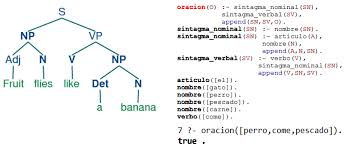 S
NP VP
Adj N V NP
Fruit flies like Det N
a banana
oracion(O) :- sintagma_nominal(SN),
sintagma_verbal(SV),
append(SN,SV,O).
sintagma_nominal(SN) :- nombre(SN).
sintagma_nominal(SN) :- articulo(A),
nombre(N),
append(A,N,SN).
sintagma_verbal(SV) :- verbo(V),
sintagma_nominal(SN),
append(V,SN,SV).
articulo([el]).
nombre([gato]).
nombre([perro]).
nombre([pescado]).
nombre([carne]).
verbo([come]).
7 ?- oracion([perro,come,pescado]).
true .